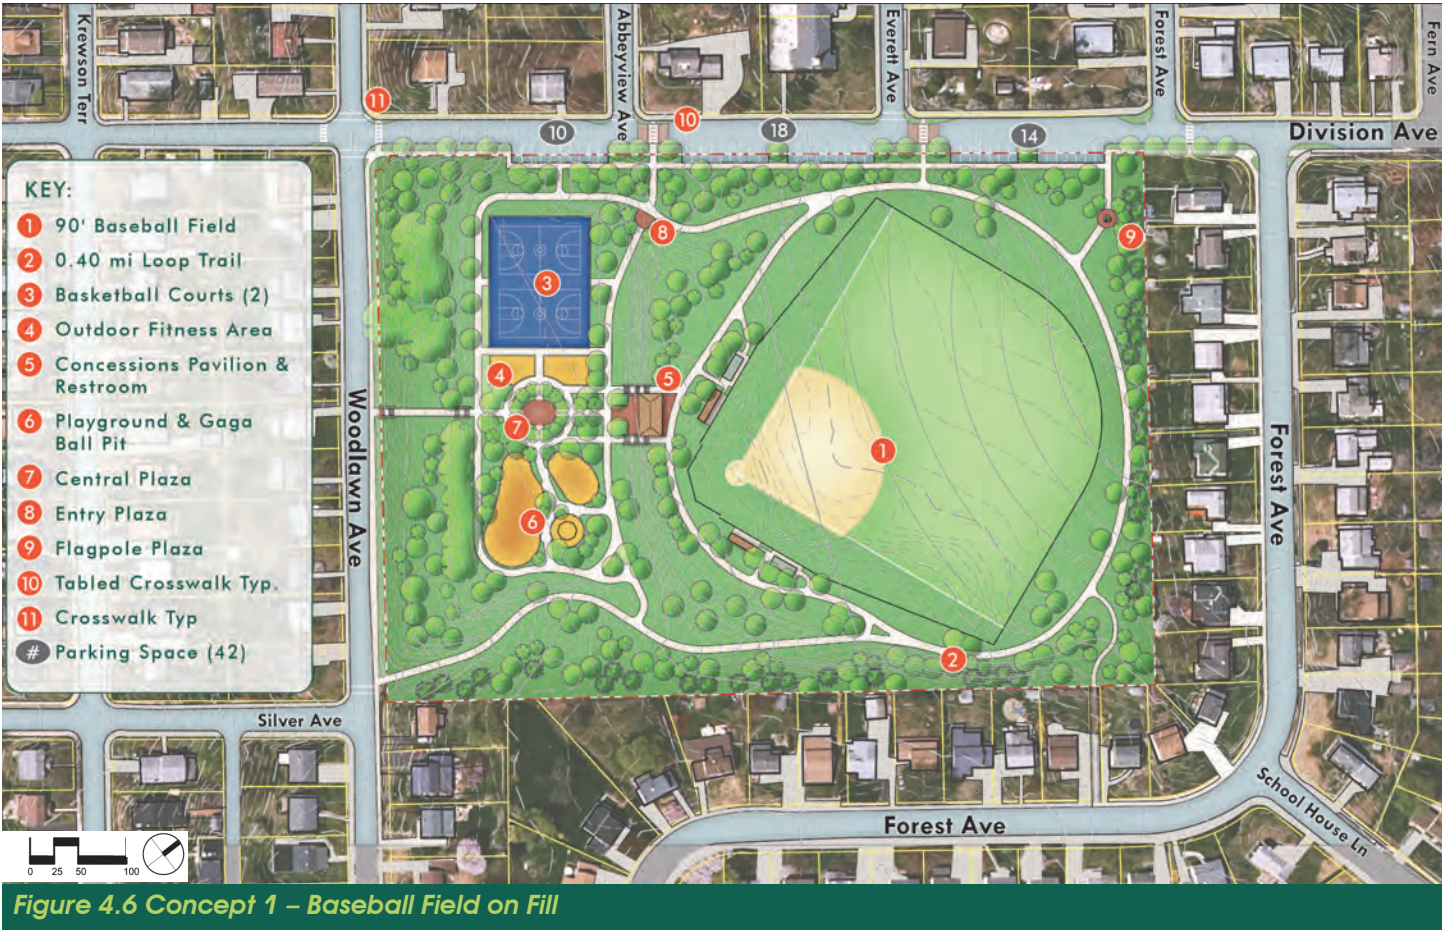 Krewson Terr
Abbeyview Ave
Everett Ave
Forest Ave
Fern Ave
11
10
10
18
14
Division Ave
KEY:
1 90' Baseball Field
2 0.40 mi Loop Trail
3 Basketball Courts (2)
4 Outdoor Fitness Area
5 Concessions Pavilion &
Restroom
6 Playground & Gaga
Ball Pit
7 Central Plaza
8 Entry Plaza
9 Flagpole Plaza
10 Tabled Crosswalk Typ.
11 Crosswalk Typ
# Parking Space (42)
8
9
3
4
5
7
1
6
2
Woodlawn Ave
Forest Ave
Silver Ave
School House Ln
Forest Ave
0 25 50 100
Figure 4.6 Concept 1 – Baseball Field on Fill